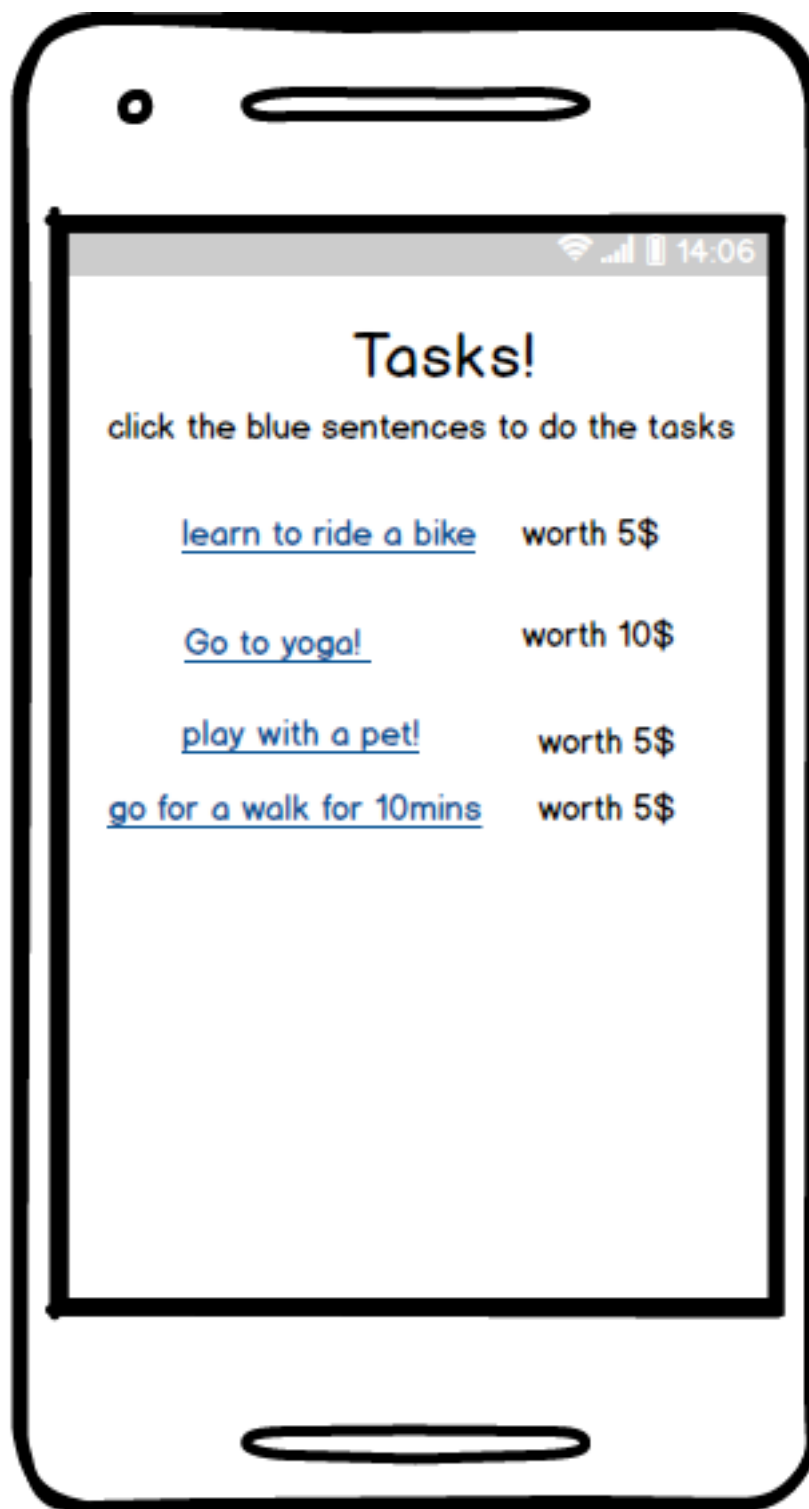 14:06
Tasks!
click the blue sentences to do the tasks
learn to ride a bike worth 5$
Go to yoga! worth 10$
play with a pet! worth 5$
go for a walk for 10mins worth 5$